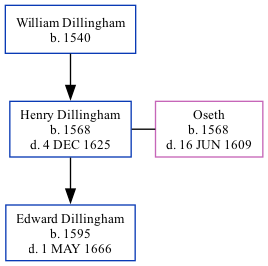 William Dillingham
b. 1540
Henry Dillingham
b. 1568
d. 4 DEC 1625
Oseth
b. 1568
d. 16 JUN 1609
Edward Dillingham
b. 1595
d. 1 MAY 1666